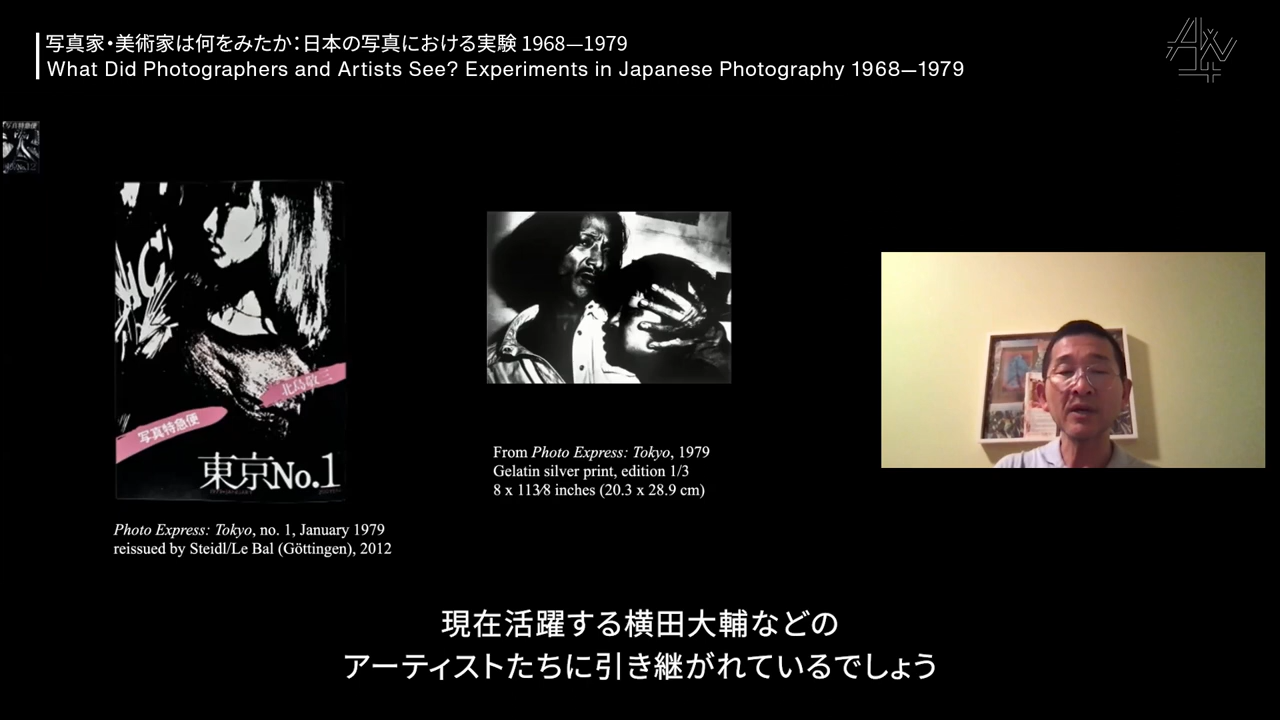 写真家・美術家は何をみたか：日本の写真における実験 1968—1979
What Did Photographers and Artists See? Experiments in Japanese Photography 1968—1979
写真特急便
北島敬三
写真特急便
東京No.1
From Photo Express: Tokyo, 1979
Gelatin silver print, edition 1/3
8 x 113⁄8 inches (20.3 x 28.9 cm)
Photo Express: Tokyo, no. 1, January 1979
reissued by Steidl/Le Bal (Göttingen), 2012
現在活躍する横田大輔などの
アーティストたちに引き継がれているでしょう